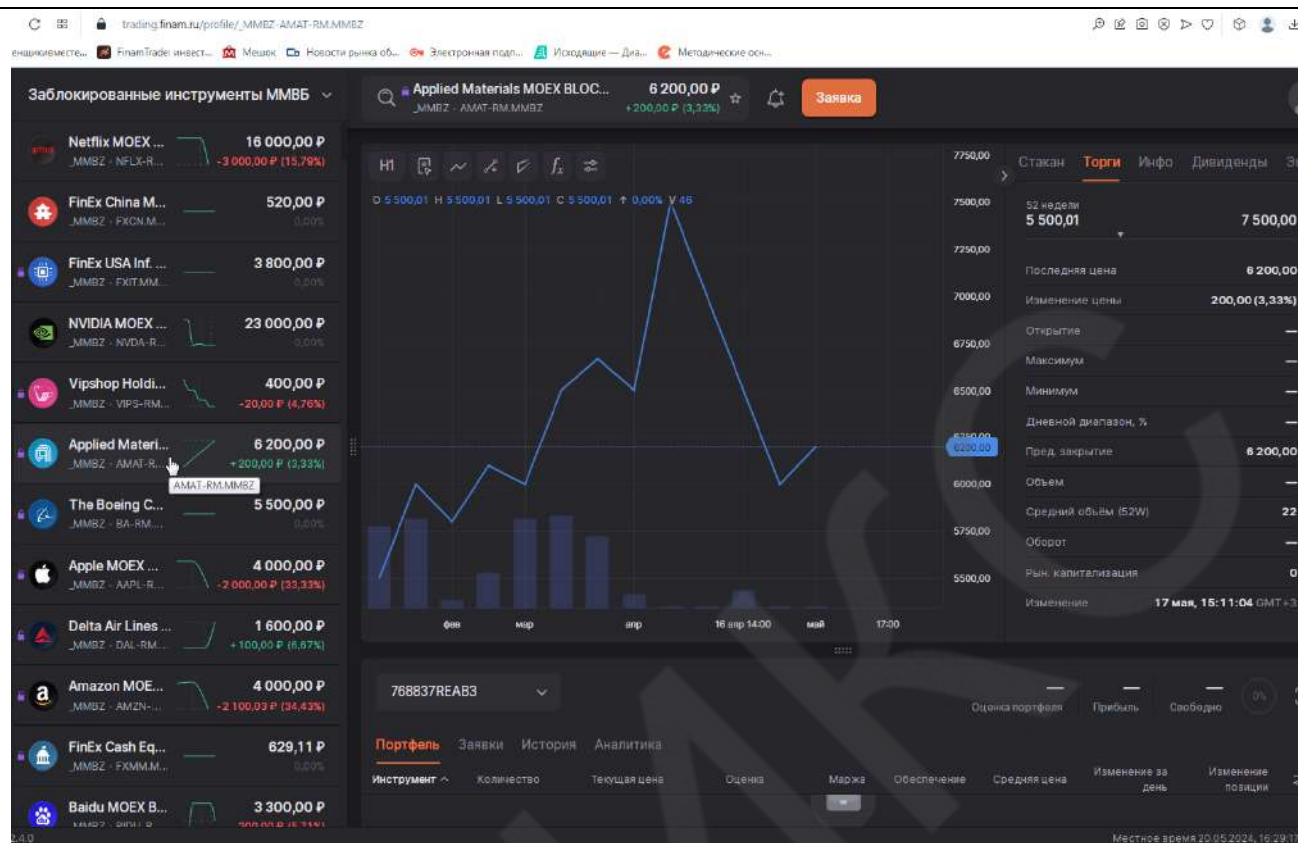 trading.finam.ru/profile/_MMBZ-AMAT-RM.MMBZ
FinamTrade: инвест...
Мешок
Новости рынка об...
Электронная подп...
Исходящие — Диа...
Методические осн...
Заблокированные инструменты ММВБ
Applied Materials MOEX BLOC...
_MMBZ · AMAT-RM.MMBZ
6 200,00 ₽
+200,00 ₽ (3,33%)
Заявка
Netflix MOEX ...
16 000,00 ₽
_MMBZ · NFLX-R...
-3 000,00 ₽ (15,79%)
FinEx China M...
520,00 ₽
_MMBZ · FXCN.M...
0,00%
FinEx USA Inf. ...
3 800,00 ₽
_MMBZ · FXIT.MM...
0,00%
NVIDIA MOEX ...
23 000,00 ₽
_MMBZ · NVDA-R...
0,00%
Vipshop Holdi...
400,00 ₽
_MMBZ · VIPS-RM...
-20,00 ₽ (4,76%)
Applied Materi...
6 200,00 ₽
_MMBZ · AMAT-R...
+200,00 ₽ (3,33%)
AMAT-RM.MMBZ
The Boeing C...
5 500,00 ₽
_MMBZ · BA-RM....
0,00%
Apple MOEX ...
4 000,00 ₽
_MMBZ · AAPL-R...
-2 000,00 ₽ (33,33%)
Delta Air Lines ...
1 600,00 ₽
_MMBZ · DAL-RM....
+100,00 ₽ (6,67%)
Amazon MOE...
4 000,00 ₽
_MMBZ · AMZN-...
-2 100,03 ₽ (34,43%)
FinEx Cash Eq...
629,11 ₽
_MMBZ · FXMM.M...
0,00%
Baidu MOEX B...
3 300,00 ₽
2.4.0
H1
O 5 500,01 H 5 500,01 L 5 500,01 C 5 500,01 ↑ 0,00% V 46
7750,00
7500,00
7250,00
7000,00
6750,00
6500,00
6250,00
6200,00
6000,00
5750,00
5500,00
фев
мар
апр
16 апр 14:00
май
17:00
Стакан Торги Инфо Дивиденды
52 недели
5 500,01
7 500,00
Последняя цена
6 200,00
Изменение цены
200,00 (3,33%)
Открытие
—
Максимум
—
Минимум
—
Дневной диапазон, %
—
Пред. закрытие
6 200,00
Объем
—
Средний объём (52W)
22
Оборот
—
Рын. капитализация
0
Изменение
17 мая, 15:11:04 GMT+3
768837REAB3
—
Оценка портфеля
—
Прибыль
—
Свободно
0%
Портфель Заявки История Аналитика
Инструмент Количество Текущая цена Оценка Маржа Обеспечение Средняя цена Изменение за день Изменение позиции
Местное время 20.05.2024, 16:29:17
МКС